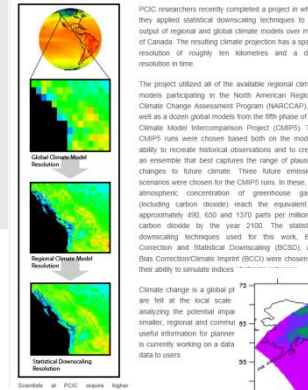 Global Climate Model
Resolution
Regional Climate Model
Resolution
Statistical Downscaling
Resolution
Scientists at PCIC require higher
PCIC researchers recently completed a project in wh
they applied statistical downscaling techniques to
output of regional and global climate models over m
of Canada. The resulting climate projection has a spa
resolution of roughly ten kilometres and a d
resolution in time.
The project utilized all of the available regional clim
models participating in the North American Regio
Climate Change Assessment Program (NARCCAP),
well as a dozen global models from the fifth phase of
Climate Model Intercomparison Project (CMIP5). T
CMIP5 runs were chosen based both on the mod
ability to recreate historical observations and to cre
an ensemble that best captures the range of plausi
changes to future climate. Three future emissio
scenarios were chosen for the CMIP5 runs. In these,
atmospheric concentration of greenhouse ga
(including carbon dioxide) reach the equivalent
approximately 490, 650 and 1370 parts per million
carbon dioxide by the year 2100. The statist
downscaling techniques used for this work, B
Correction and Statistical Downscaling (BCSD), a
Bias Correction/Climate Imprint (BCCI) were chosen
their ability to simulate indices
Climate change is a global ph
are felt at the local scale
analyzing the potential impa
smaller, regional and commu
useful information for planner
is currently working on a data
data to users.
75
65
55